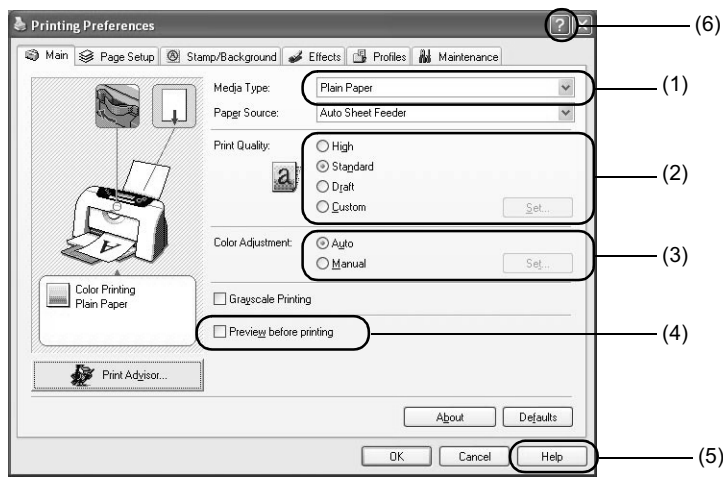 Printing Preferences
(6)
Main Page Setup Stamp/Background Effects Profiles Maintenance
Media Type: Plain Paper
(1)
Paper Source: Auto Sheet Feeder
Print Quality: High
Standard
(2)
Draft
Custom Set...
Color Adjustment: Auto
(3)
Manual Set...
Color Printing
Plain Paper
Grayscale Printing
Preview before printing
(4)
Print Advisor...
About Defaults
OK Cancel Help
(5)